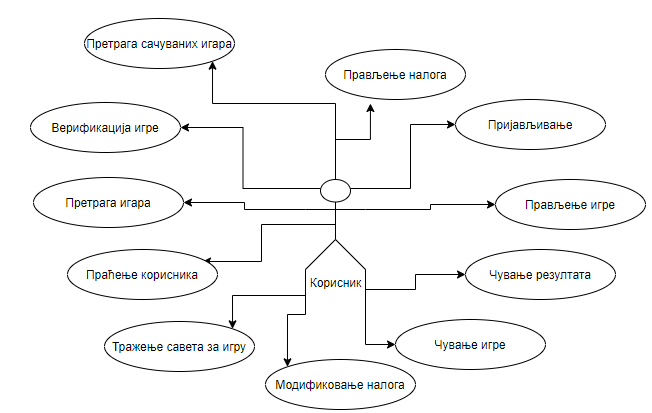 Претрага сачуваних игара
Прављење налога
Верификација игре
Пријављивање
Претрага игара
Прављење игре
Праћење корисника
Корисник
Чување резултата
Тражење савета за игру
Чување игре
Модификовање налога